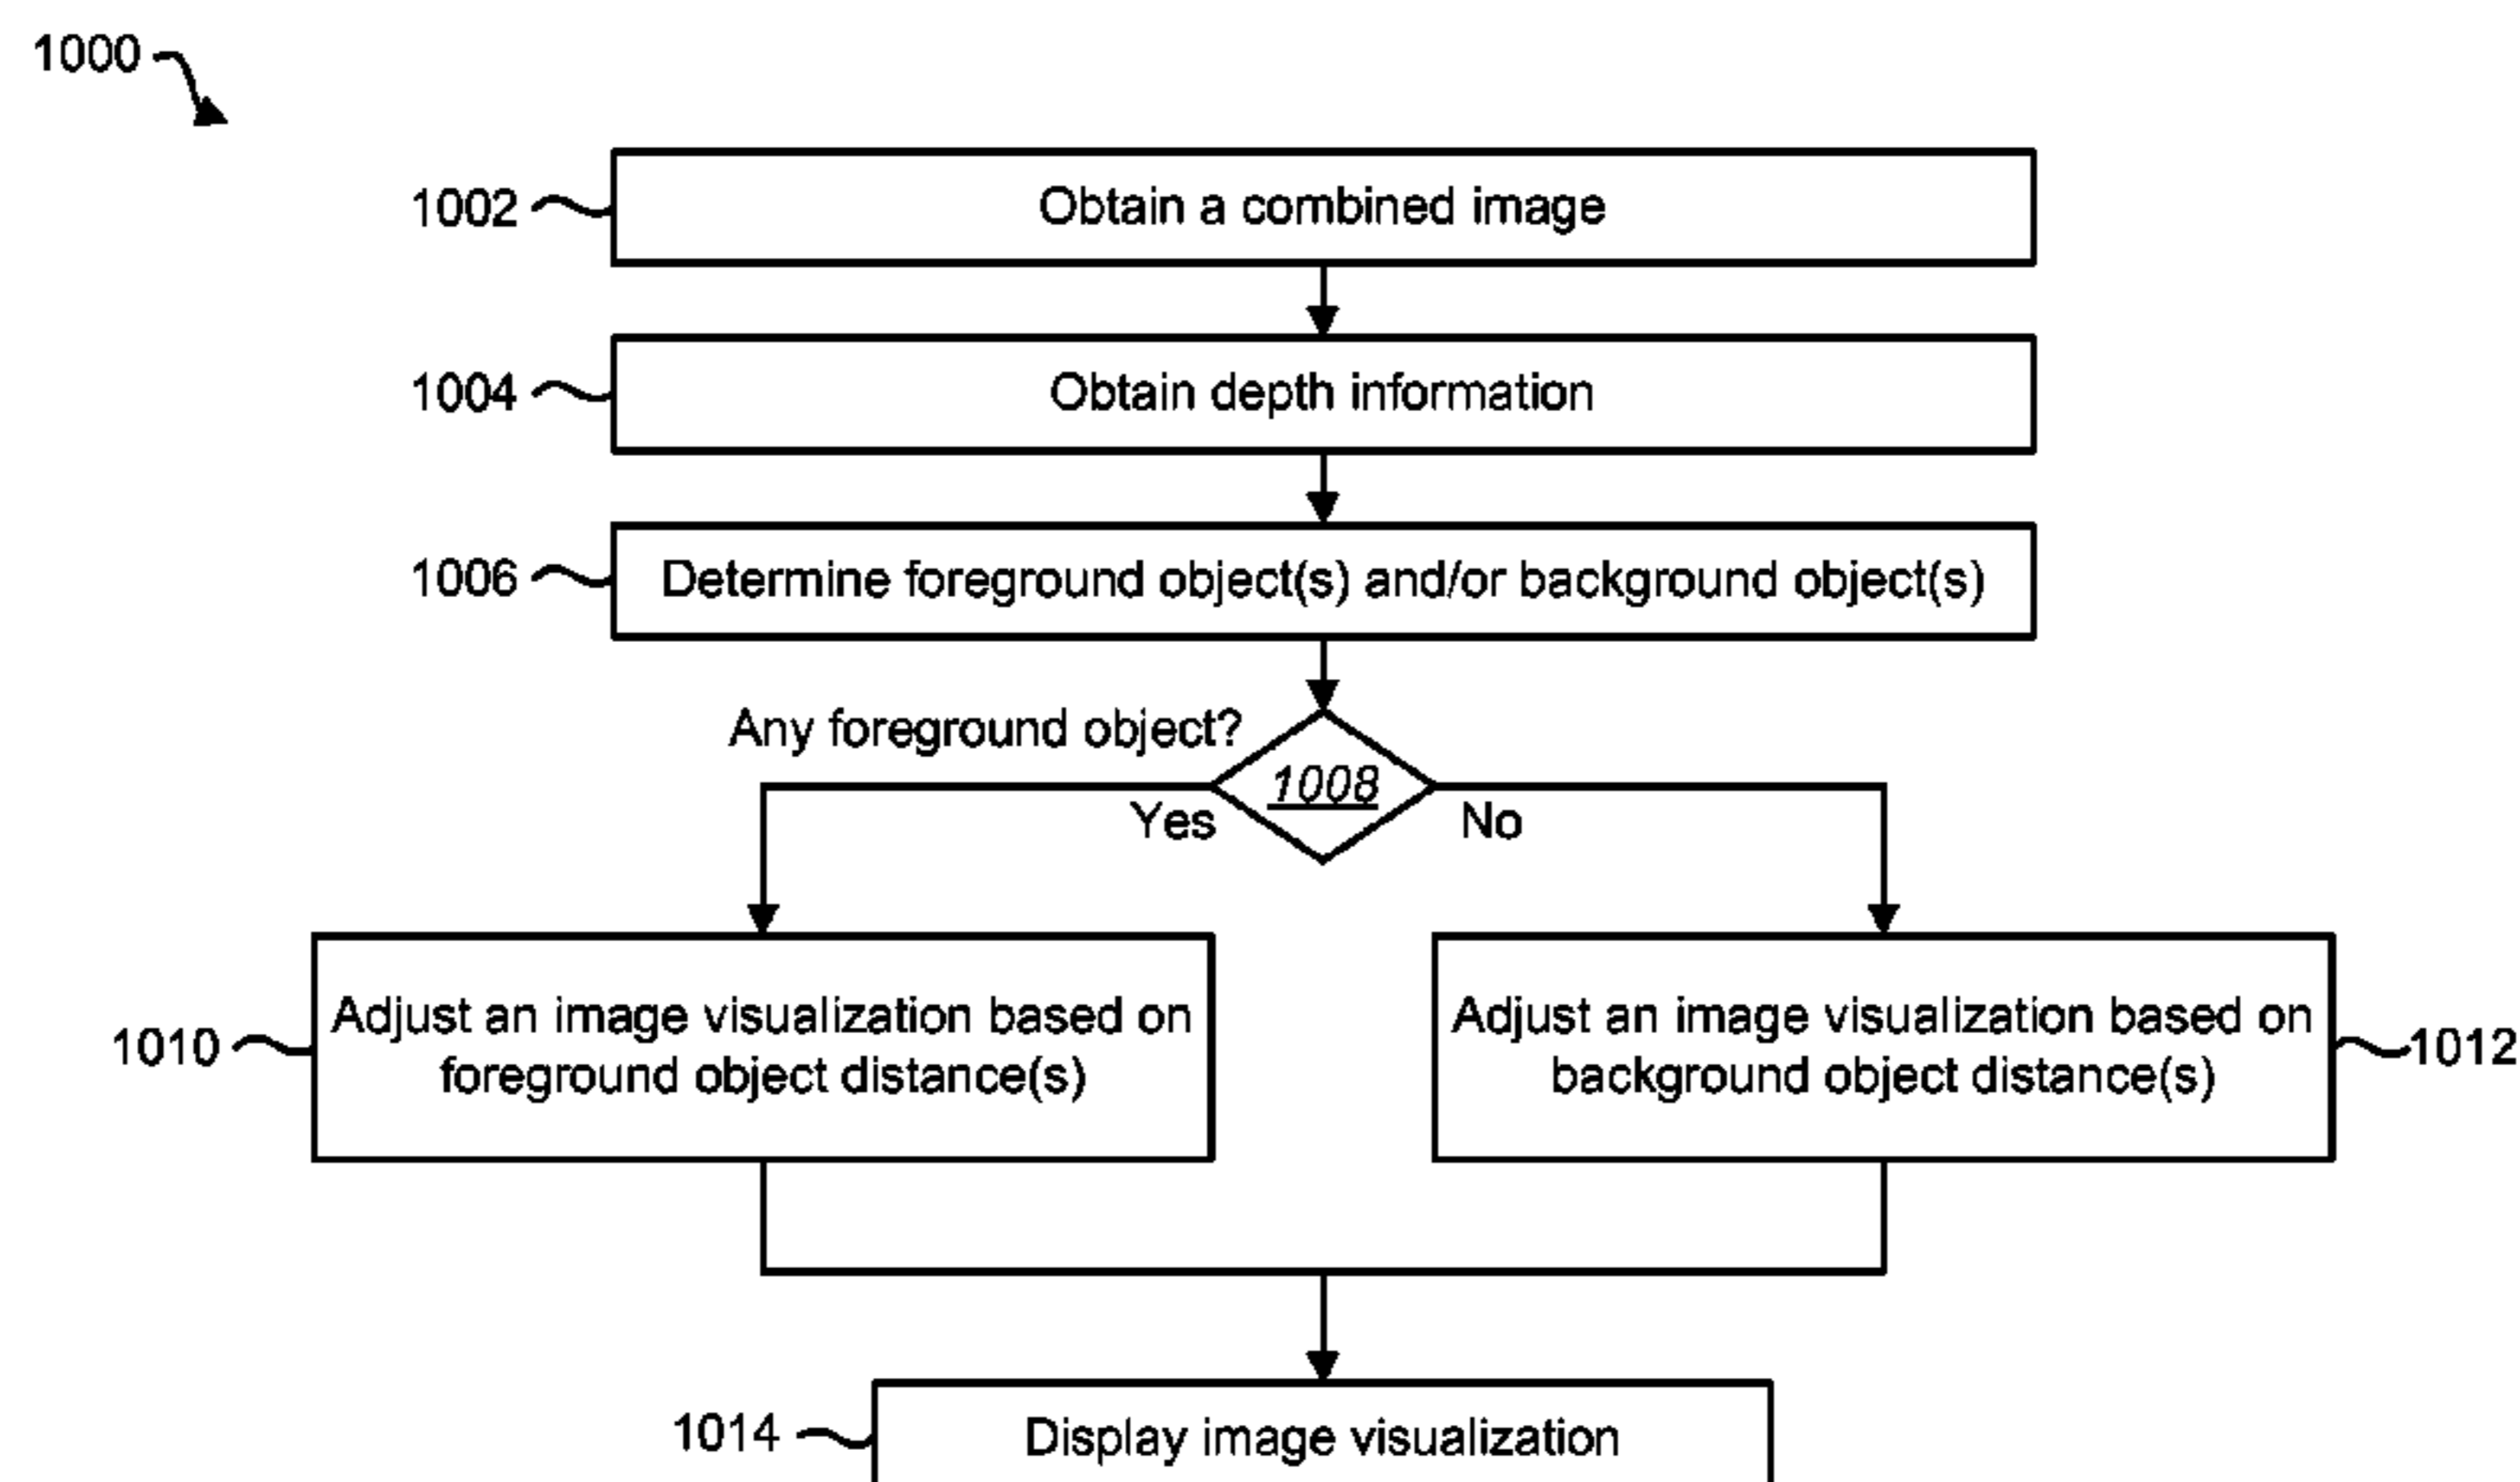 1000
1002
Obtain a combined image
1004
Obtain depth information
1006
Determine foreground object(s) and/or background object(s)
Any foreground object?
1008
Yes
No
1010
Adjust an image visualization based on
foreground object distance(s)
Adjust an image visualization based on
background object distance(s)
1012
1014
Display image visualization